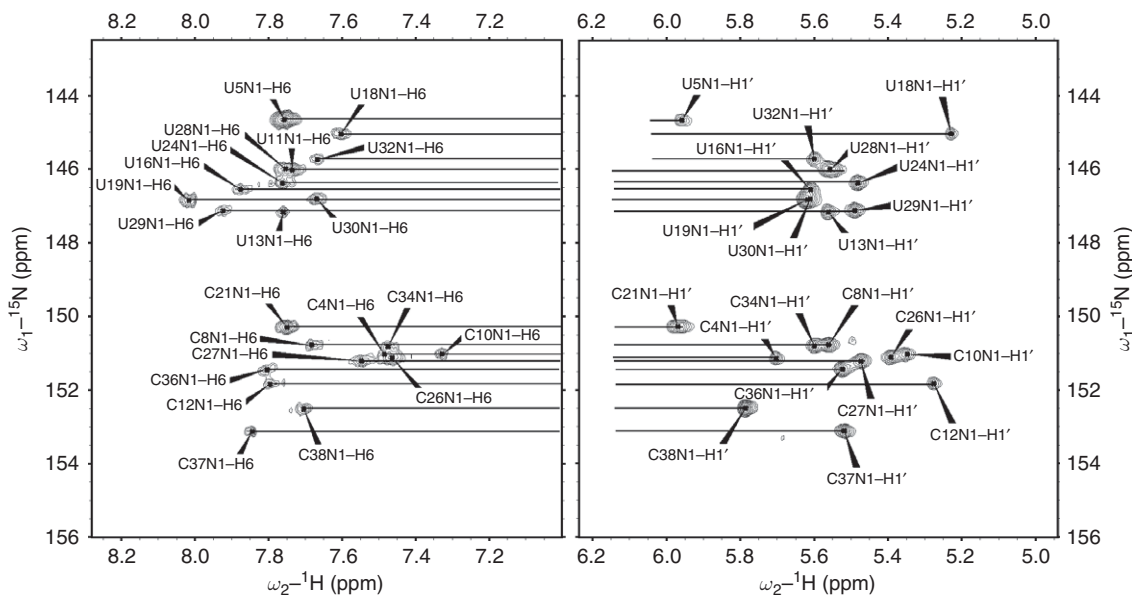 8.2 8.0 7.8 7.6 7.4 7.2 6.2 6.0 5.8 5.6 5.4 5.2 5.0
144
146
148
150
152
154
156
ω1–15N (ppm)
U5N1–H6
U18N1–H6
U28N1–H6
U11N1–H6
U24N1–H6
U16N1–H6
U32N1–H6
U19N1–H6
U29N1–H6
U30N1–H6
U13N1–H6
C21N1–H6
C4N1–H6
C34N1–H6
C8N1–H6
C10N1–H6
C27N1–H6
C36N1–H6
C12N1–H6
C26N1–H6
C37N1–H6
C38N1–H6
8.2 8.0 7.8 7.6 7.4 7.2
ω2–1H (ppm)
U5N1–H1′
U18N1–H1′
U32N1–H1′
U16N1–H1′
U28N1–H1′
U24N1–H1′
U19N1–H1′
U29N1–H1′
U30N1–H1′
U13N1–H1′
C21N1–H1′
C34N1–H1′
C8N1–H1′
C4N1–H1′
C26N1–H1′
C10N1–H1′
C36N1–H1′
C27N1–H1′
C12N1–H1′
C38N1–H1′
C37N1–H1′
6.2 6.0 5.8 5.6 5.4 5.2 5.0
ω2–1H (ppm)
144
146
148
150
152
154
156
ω1–15N (ppm)